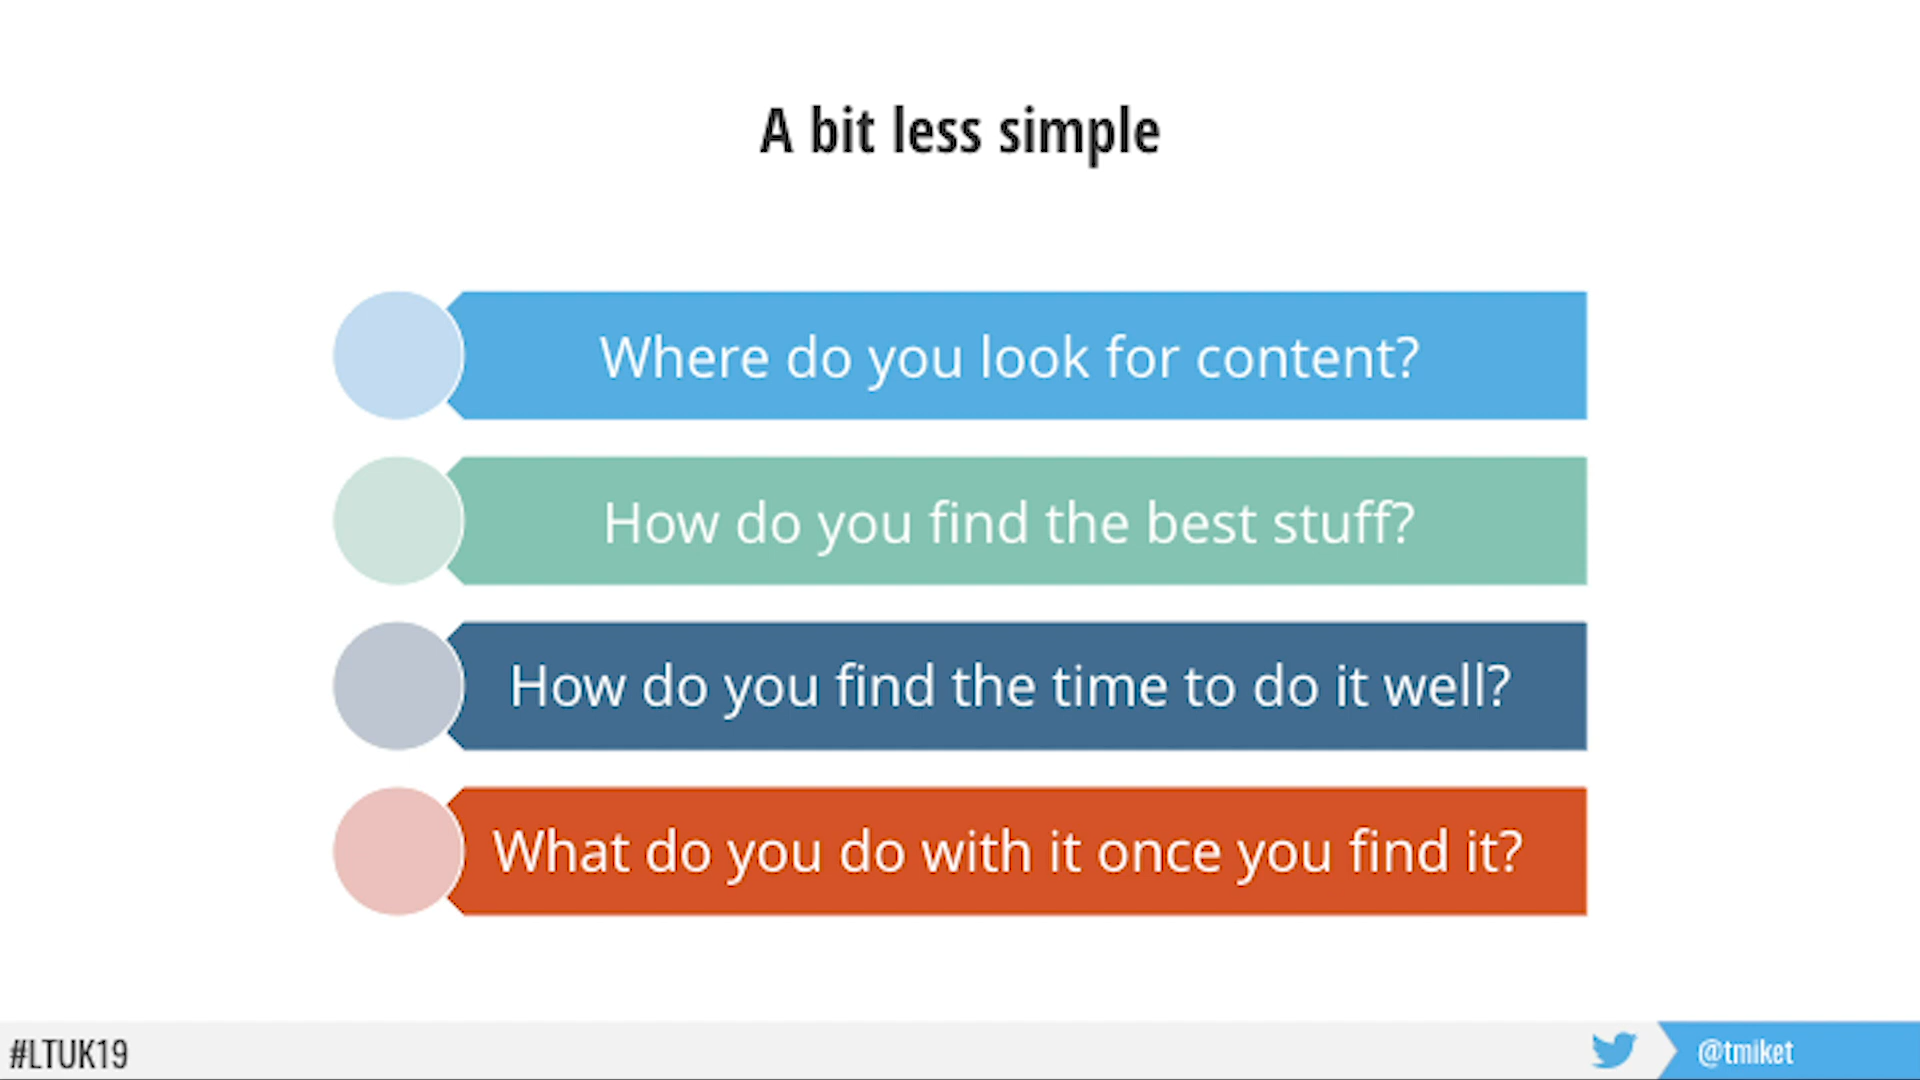 A bit less simple
Where do you look for content?
How do you find the best stuff?
How do you find the time to do it well?
What do you do with it once you find it?
#LTUK19
@tmiket